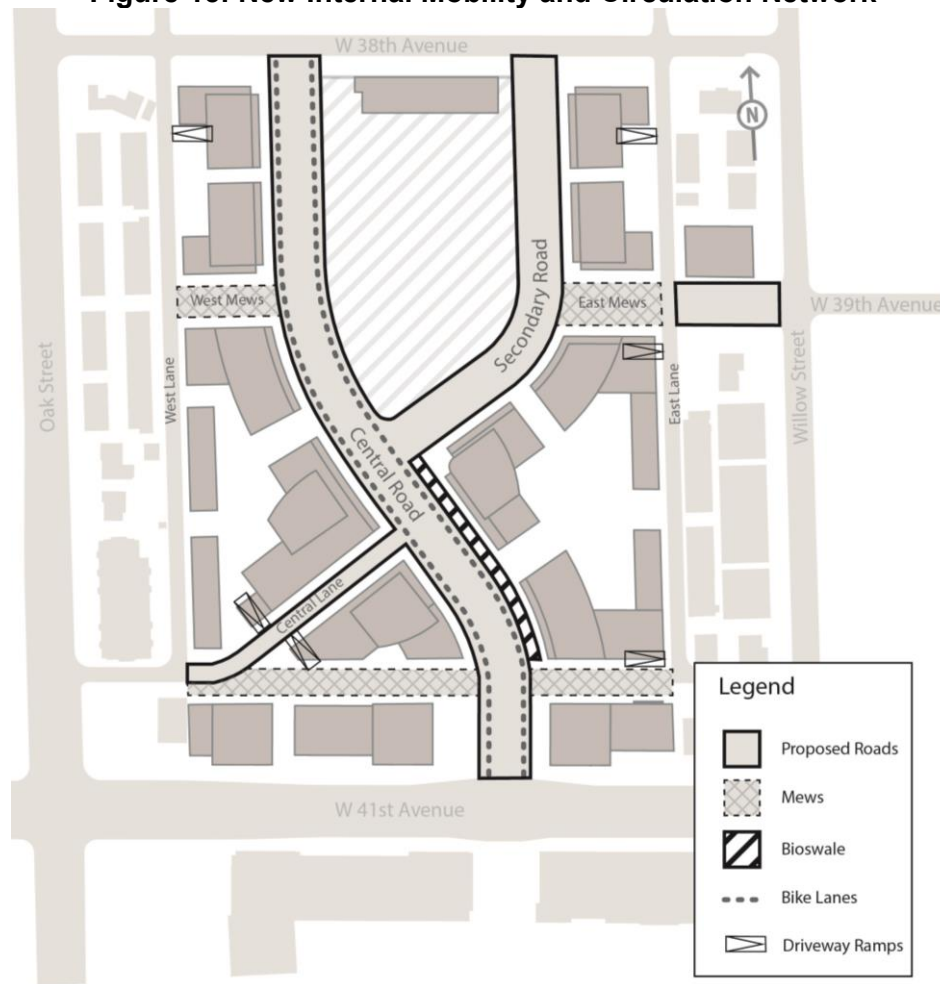 Figure 10: New Internal Mobility and Circulation Network
W 38th Avenue
N
West Mews
East Mews
Secondary Road
W 39th Avenue
Oak Street
West Lane
Central Road
East Lane
Willow Street
Central Lane
W 41st Avenue
Legend
Proposed Roads
Mews
Bioswale
Bike Lanes
Driveway Ramps